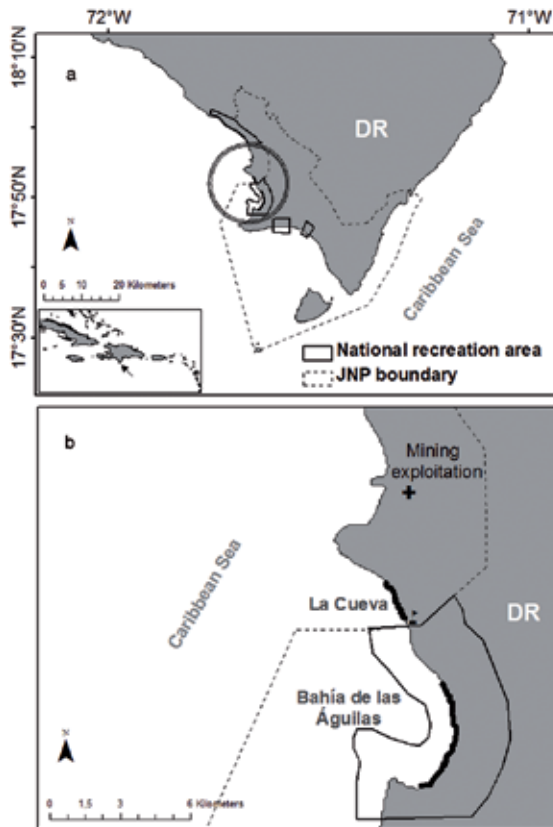 72°W
71°W
18°10'N
17°50'N
17°30'N
a
DR
Caribbean Sea
N
0 5 10 20 Kilometers
National recreation area
JNP boundary
b
Mining
exploitation
Caribbean Sea
La Cueva
DR
Bahía de las
Águilas
N
0 1.5 3 6 Kilometers